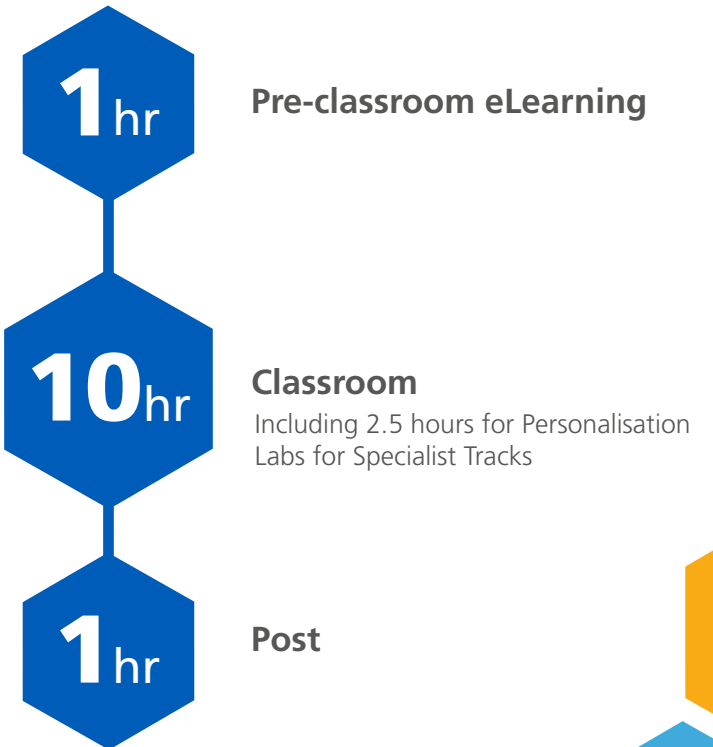 1hr
Pre-classroom eLearning
10hr
Classroom
Including 2.5 hours for Personalisation
Labs for Specialist Tracks
1hr
Post